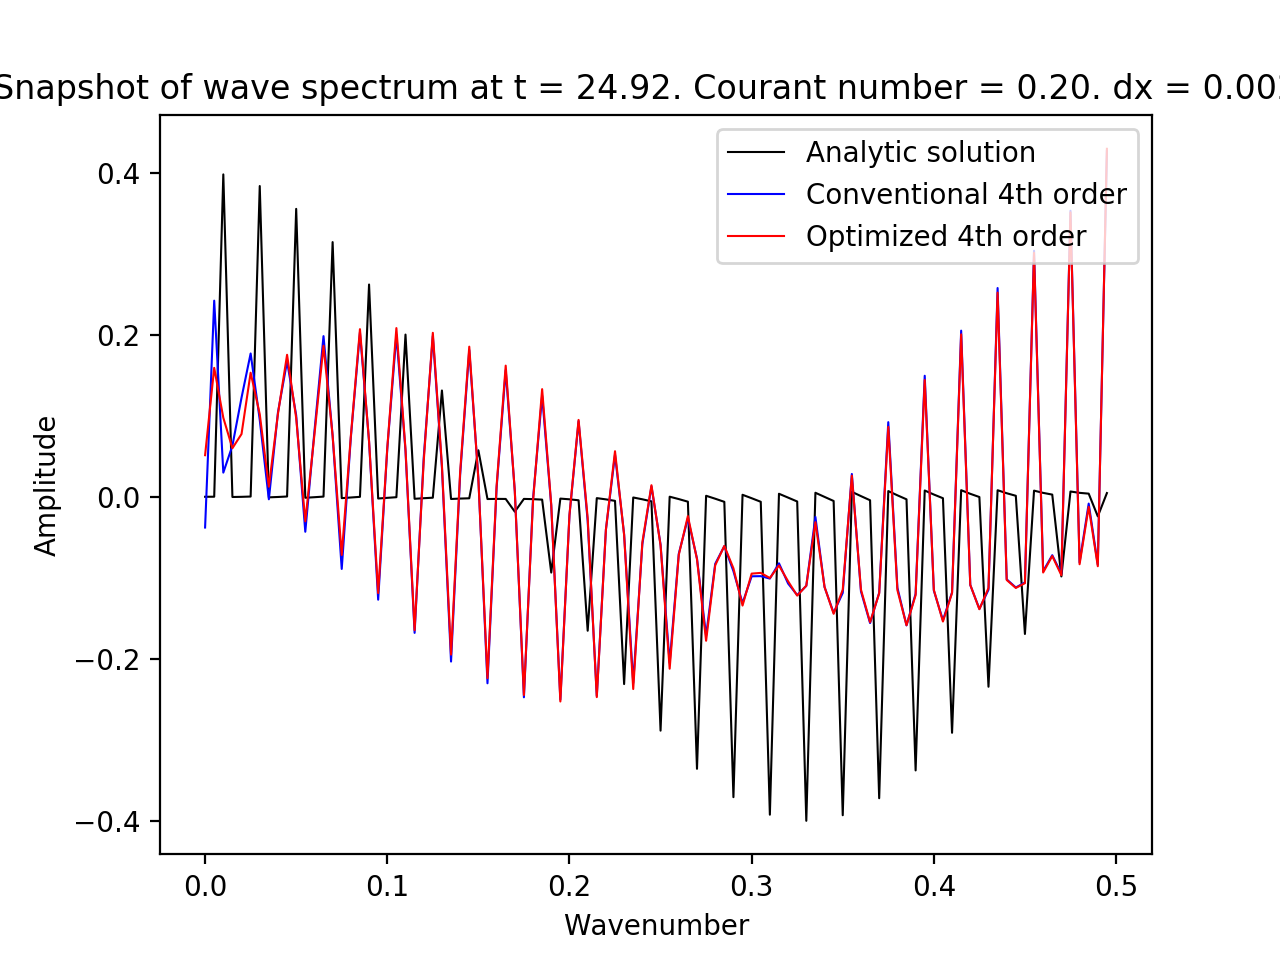 Snapshot of wave spectrum at t = 24.92. Courant number = 0.20. dx = 0.00
Analytic solution
Conventional 4th order
Optimized 4th order
Amplitude
0.4
0.2
0.0
−0.2
−0.4
0.0 0.1 0.2 0.3 0.4 0.5
Wavenumber